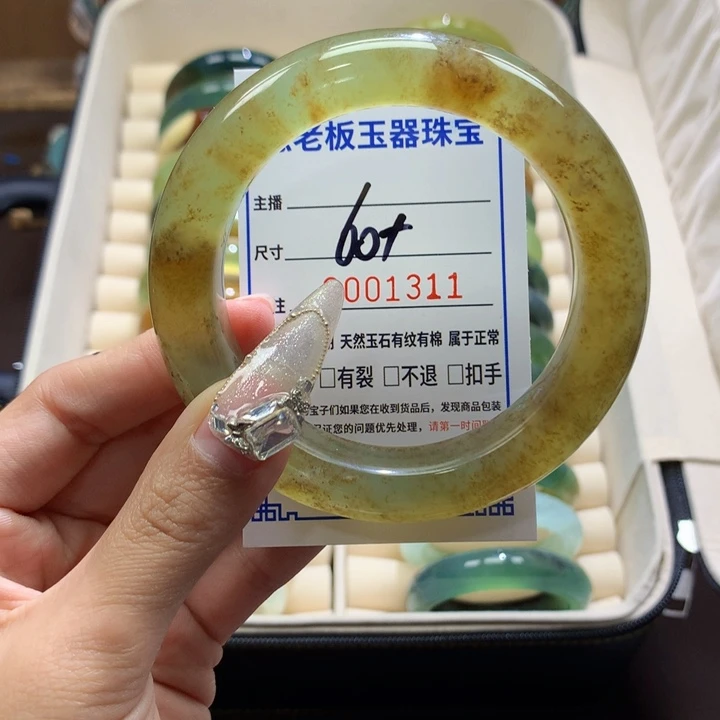 老板玉器珠宝
主播
尺寸 60+
主 0001311
天然玉石有纹有棉 属于正常
□有裂 □不退 □扣手
宝子们如果您在收到货品后，发现商品包装
证您的问题优先处理，请第一时间